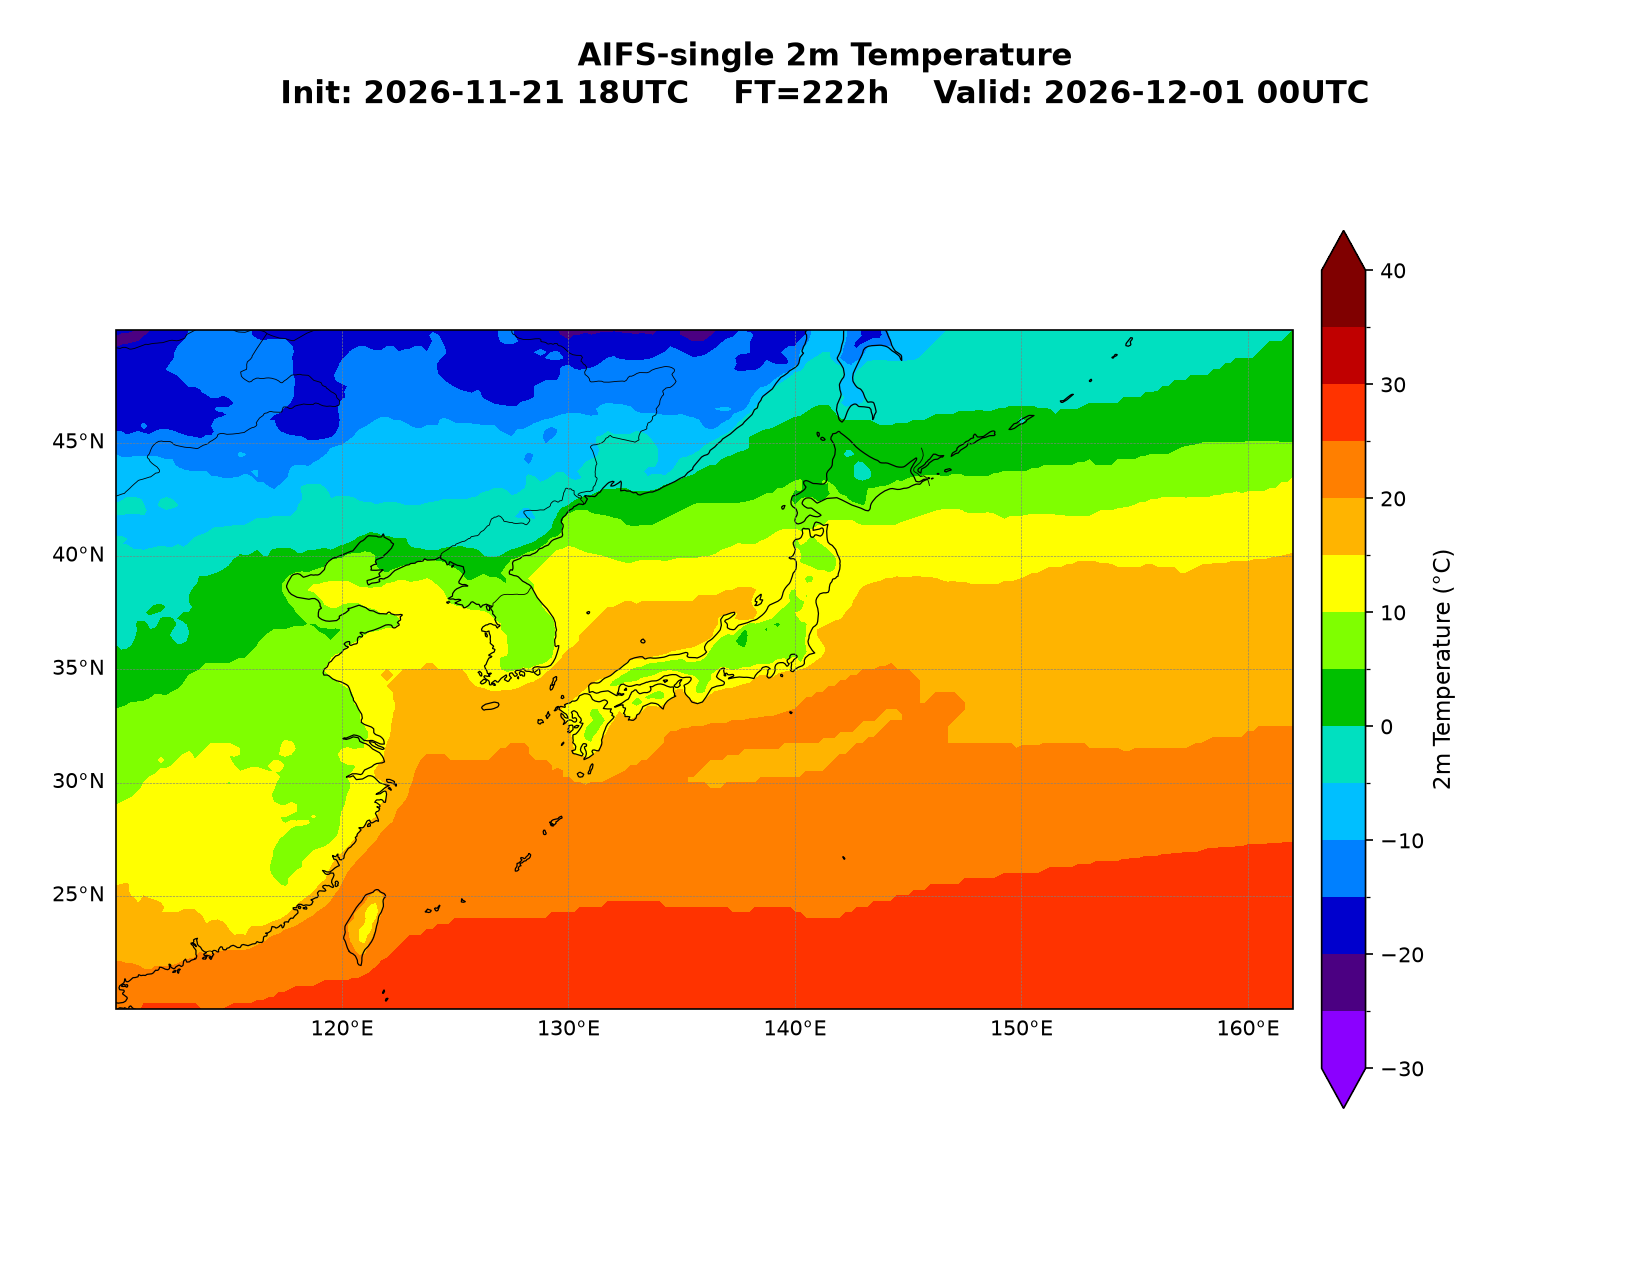 AIFS-single 2m Temperature
Init: 2026-11-21 18UTC    FT=222h    Valid: 2026-12-01 00UTC
45°N
40°N
35°N
30°N
25°N
120°E
130°E
140°E
150°E
160°E
40
30
20
10
0
−10
−20
−30
2m Temperature (°C)